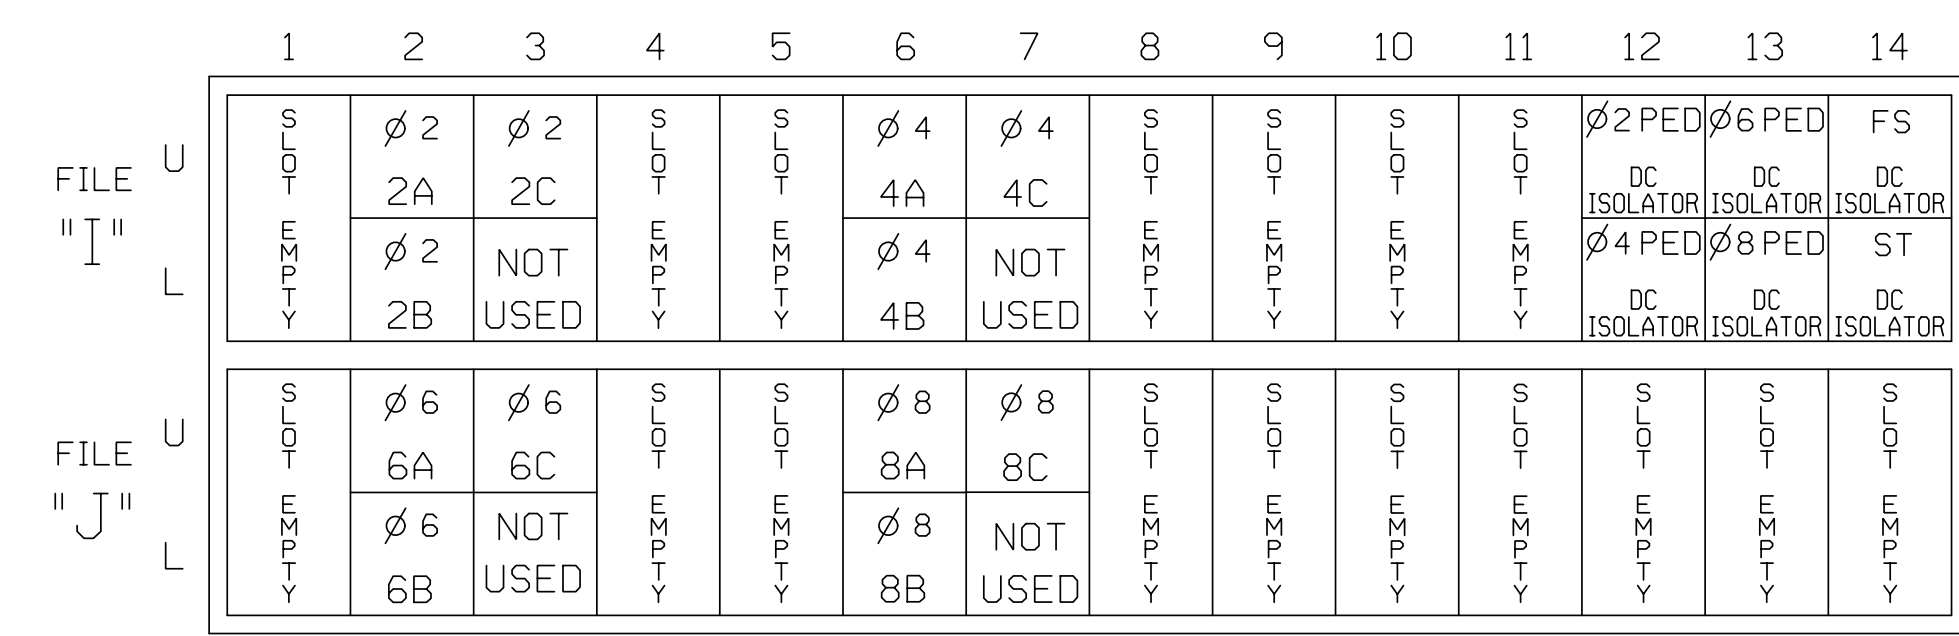 1 2 3 4 5 6 7 8 9 10 11 12 13 14
FILE "I"
U
L
SLOT EMPTY
Ø 2
2A
Ø 2
2B
Ø 2
2C
NOT
USED
SLOT EMPTY
SLOT EMPTY
Ø 4
4A
Ø 4
4B
Ø 4
4C
NOT
USED
SLOT EMPTY
SLOT EMPTY
SLOT EMPTY
SLOT EMPTY
Ø2 PED
DC
ISOLATOR
Ø4 PED
DC
ISOLATOR
Ø6 PED
DC
ISOLATOR
Ø8 PED
DC
ISOLATOR
FS
DC
ISOLATOR
ST
DC
ISOLATOR
FILE "J"
U
L
SLOT EMPTY
Ø 6
6A
Ø 6
6B
Ø 6
6C
NOT
USED
SLOT EMPTY
SLOT EMPTY
Ø 8
8A
Ø 8
8B
Ø 8
8C
NOT
USED
SLOT EMPTY
SLOT EMPTY
SLOT EMPTY
SLOT EMPTY
SLOT EMPTY
SLOT EMPTY
SLOT EMPTY